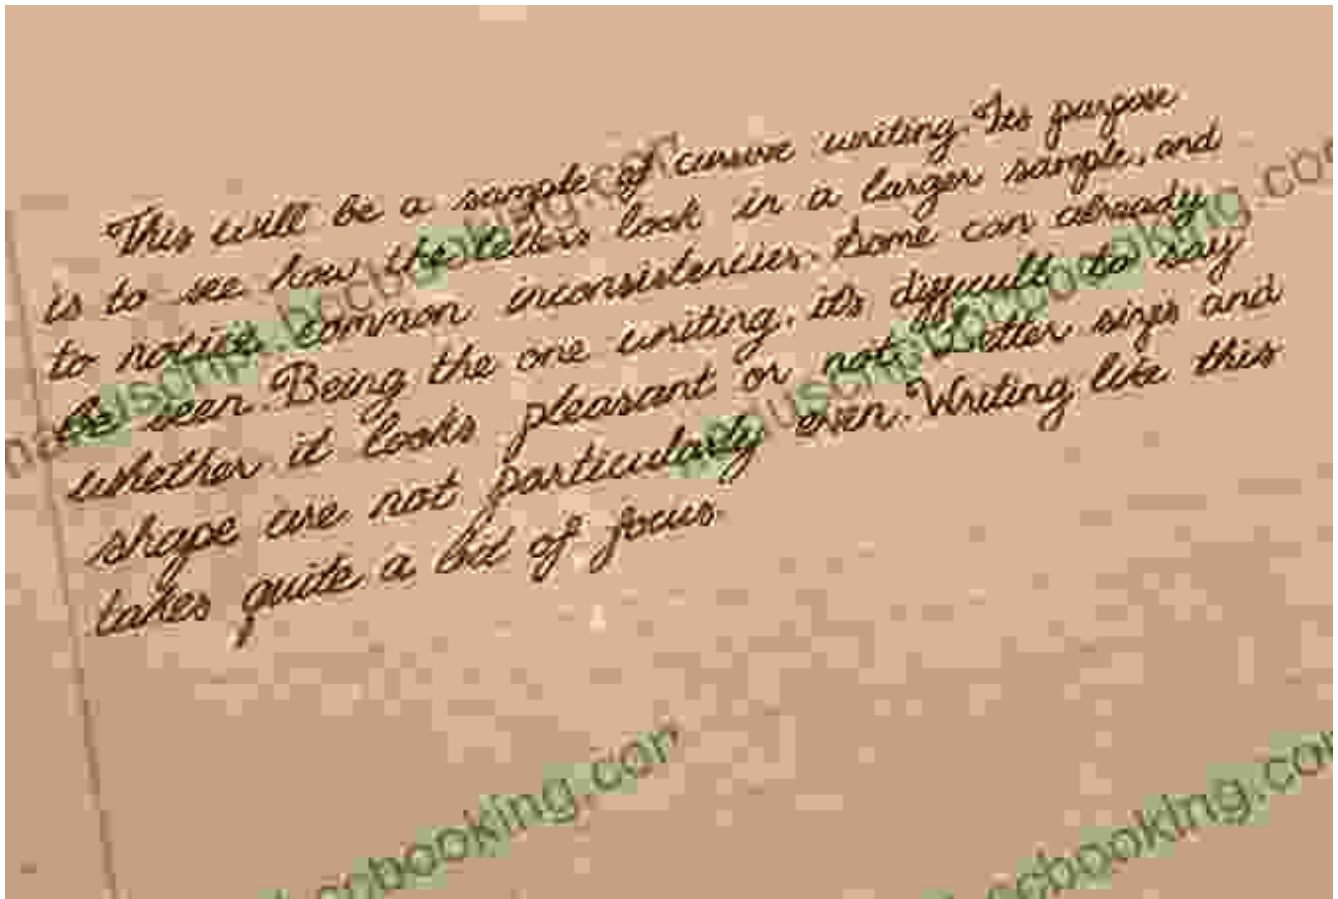 This will be a sample of cursive writing. Its purpose
is to see how the letters look in a larger sample, and
to notice common inconsistencies. Some can already
be seen. Being the one writing, it's difficult to say
whether it looks pleasant or not. Letter sizes and
shape are not particularly even. Writing like this
takes quite a bit of focus.